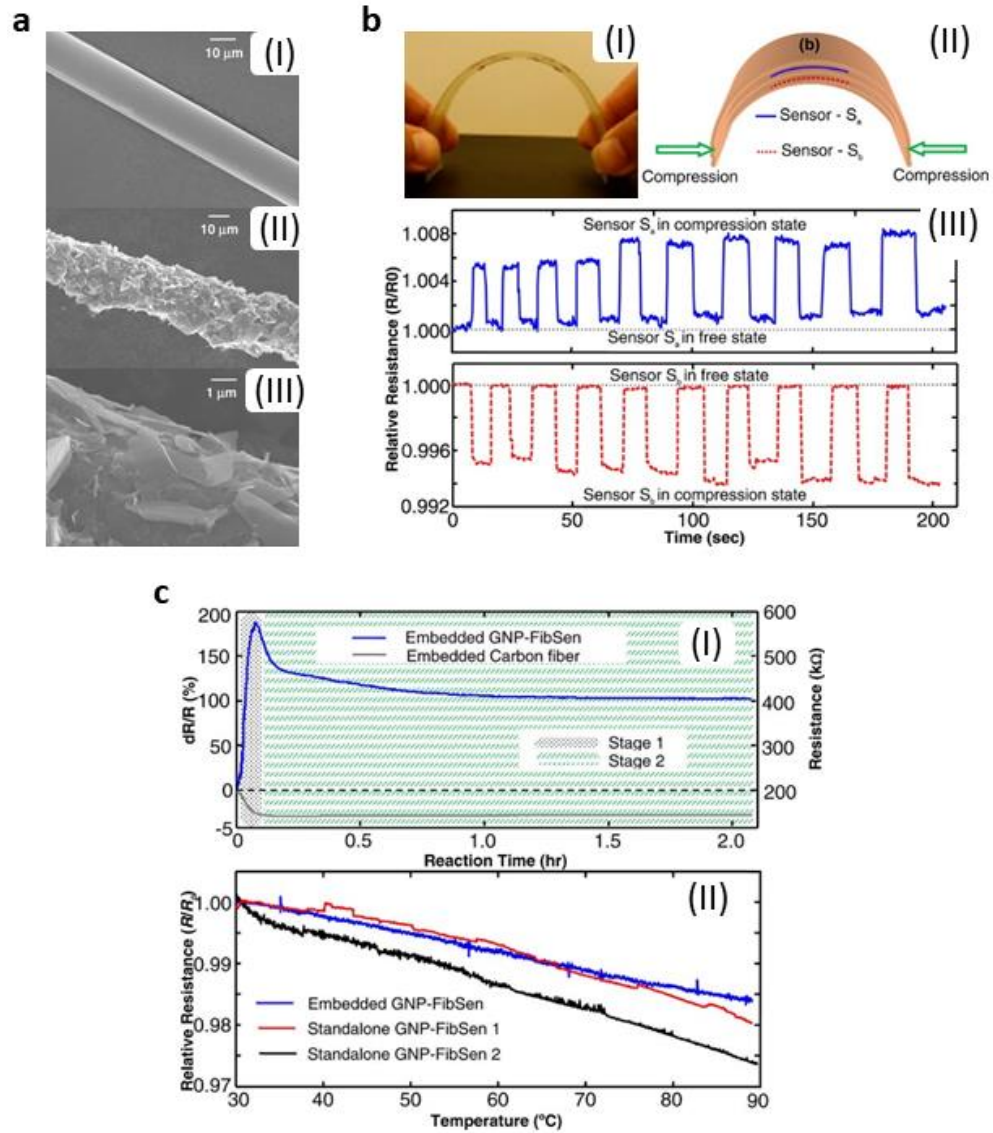 a
(I)
10 μm
(II)
10 μm
(III)
1 μm
b
(I)
(II)
(b)
Sensor - Sa
Sensor - Sb
Compression
Compression
(III)
Relative Resistance (R/R0)
1.008
1.004
1.000
Sensor Sa in compression state
Sensor Sa in free state
1.000
0.996
0.992
Sensor Sb in free state
Sensor Sb in compression state
0 50 100 150 200
Time (sec)
c
(I)
dR/R (%)
200
150
100
50
0
-5
Embedded GNP-FibSen
Embedded Carbon fiber
Stage 1
Stage 2
600
500
400
300
200
Resistance (kΩ)
0 0.5 1.0 1.5 2.0
Reaction Time (hr)
(II)
Relative Resistance (R/R0)
1.00
0.99
0.98
0.97
Embedded GNP-FibSen
Standalone GNP-FibSen 1
Standalone GNP-FibSen 2
30 40 50 60 70 80 90
Temperature (ºC)